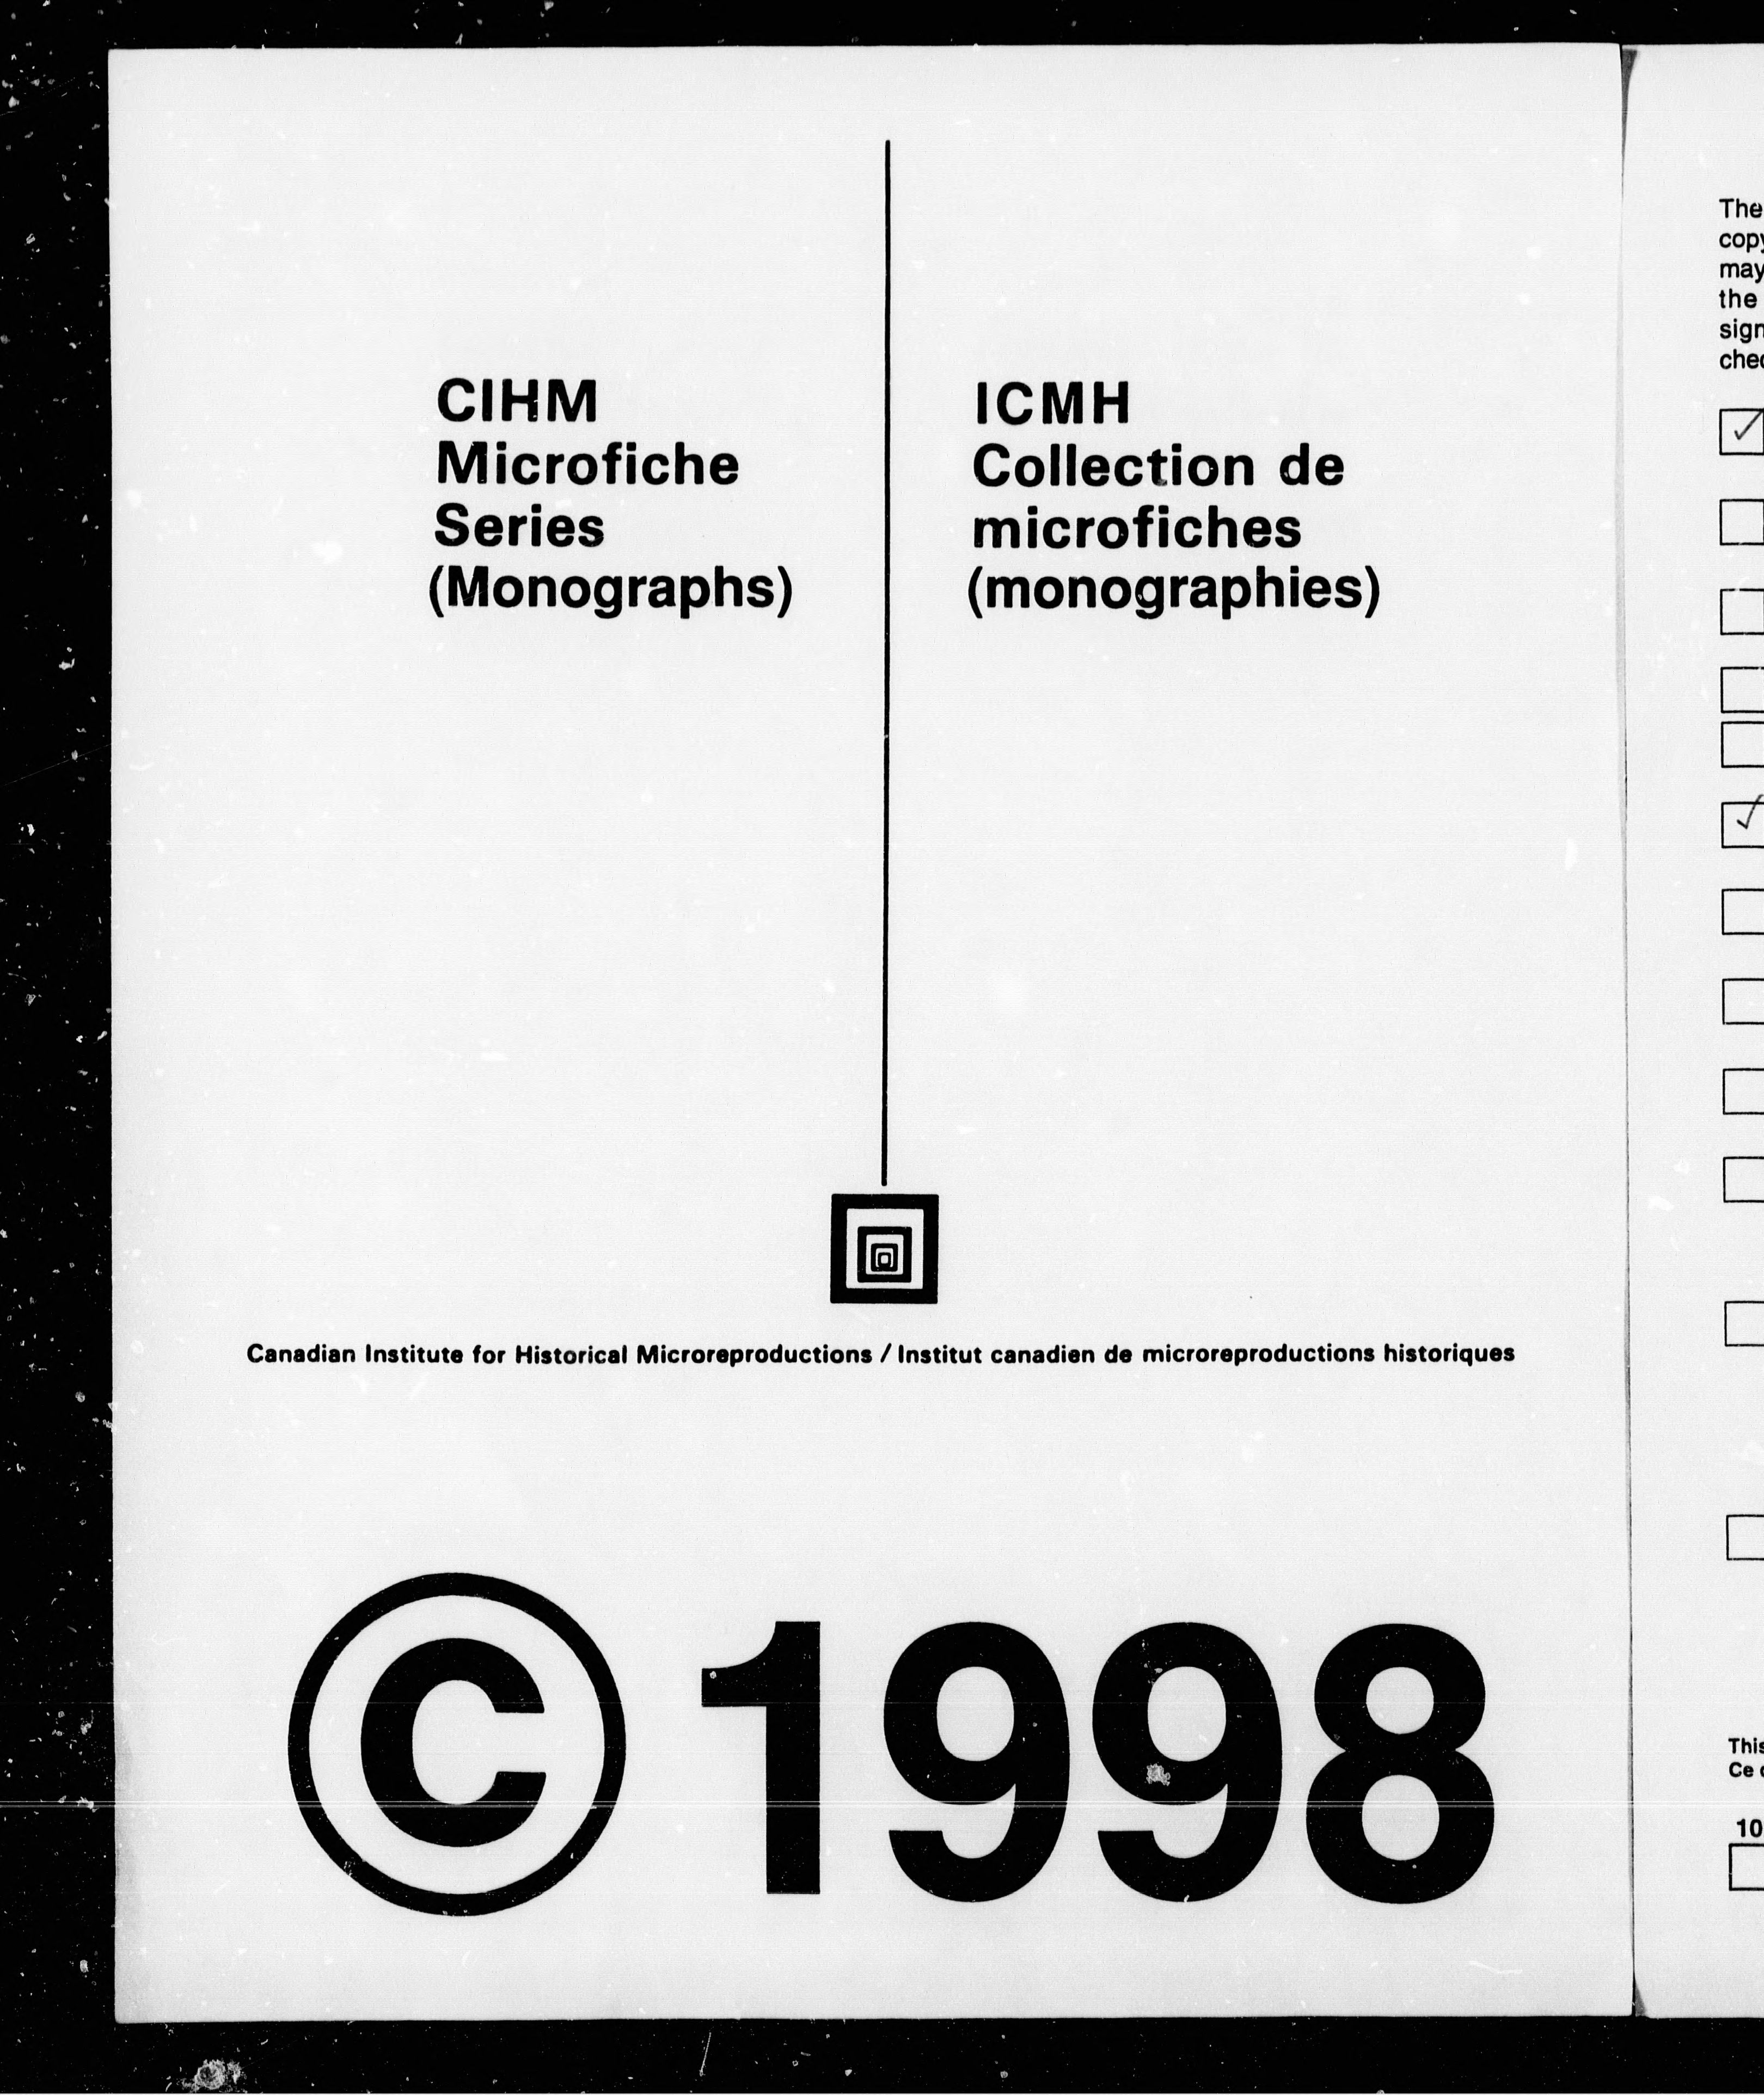 CIHM
Microfiche
Series
(Monographs)
ICMH
Collection de
microfiches
(monographies)
Canadian Institute for Historical Microreproductions / Institut canadien de microreproductions historiques
© 1998
The
copy
may
the
sign
chec
This
Ce
10